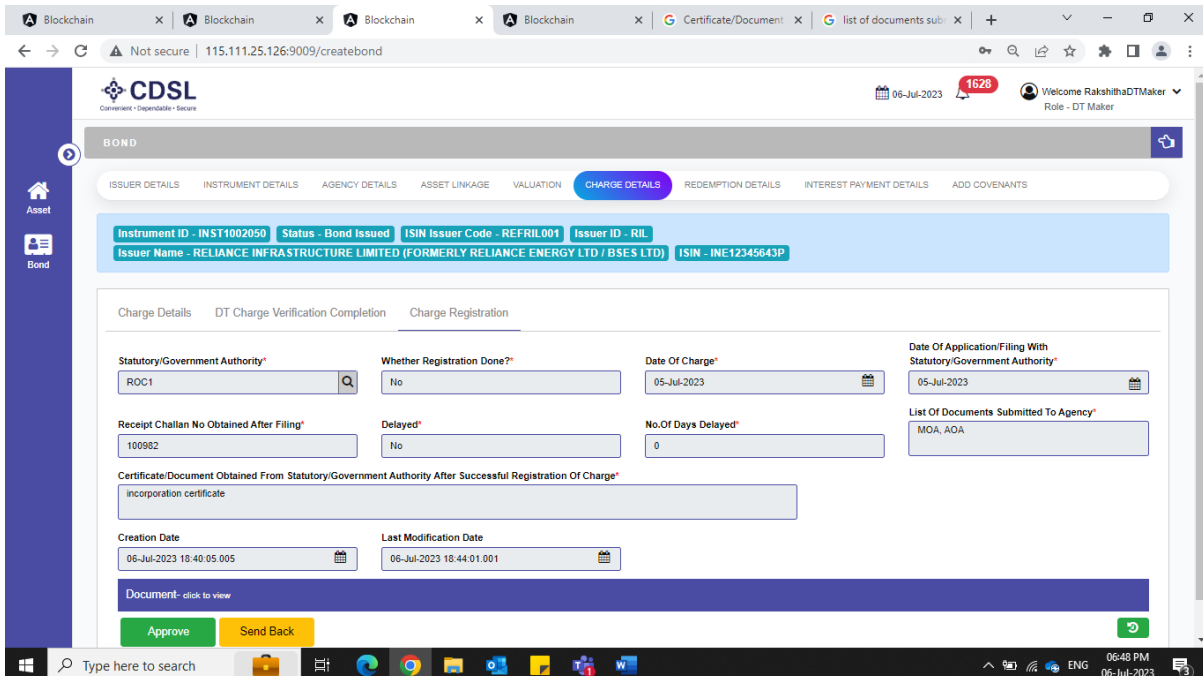 Blockchain
Blockchain
Blockchain
Blockchain
Certificate/Document
list of documents sub
Not secure | 115.111.25.126:9009/createbond
CDSL
Convenient • Dependable • Secure
06-Jul-2023
1628
Welcome RakshithaDTMaker
Role - DT Maker
BOND
Asset
Bond
ISSUER DETAILS INSTRUMENT DETAILS AGENCY DETAILS ASSET LINKAGE VALUATION CHARGE DETAILS REDEMPTION DETAILS INTEREST PAYMENT DETAILS ADD COVENANTS
Instrument ID - INST1002050 Status - Bond Issued ISIN Issuer Code - REFRIL001 Issuer ID - RIL
Issuer Name - RELIANCE INFRASTRUCTURE LIMITED (FORMERLY RELIANCE ENERGY LTD / BSES LTD) ISIN - INE12345643P
Charge Details DT Charge Verification Completion Charge Registration
Statutory/Government Authority*
ROC1
Whether Registration Done?*
No
Date Of Charge*
05-Jul-2023
Date Of Application/Filing With
Statutory/Government Authority*
05-Jul-2023
Receipt Challan No Obtained After Filing*
100982
Delayed*
No
No.Of Days Delayed*
0
List Of Documents Submitted To Agency*
MOA, AOA
Certificate/Document Obtained From Statutory/Government Authority After Successful Registration Of Charge*
incorporation certificate
Creation Date
06-Jul-2023 18:40:05.005
Last Modification Date
06-Jul-2023 18:44:01.001
Document- click to view
Approve
Send Back
Type here to search
ENG
06:48 PM
06-Jul-2023